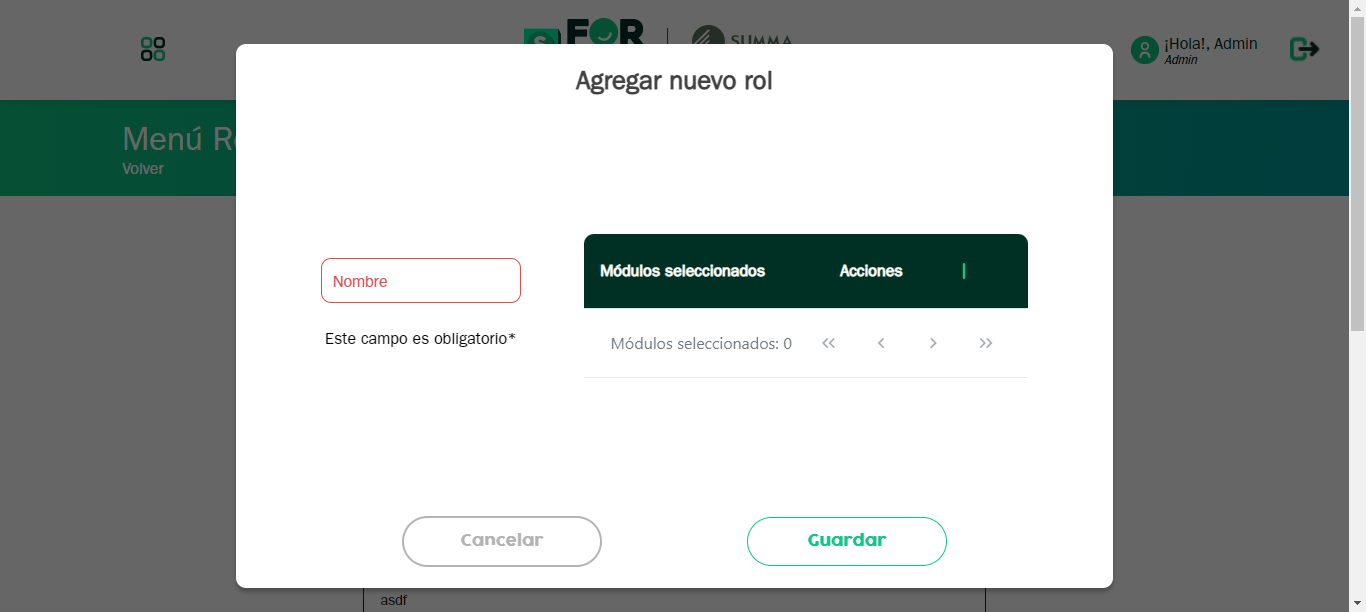 FOR
S
SUMMA
¡Hola!, Admin
Admin
Agregar nuevo rol
Menú R
Volver
Módulos seleccionados Acciones
Nombre
Este campo es obligatorio*
Módulos seleccionados: 0
Cancelar Guardar
asdf